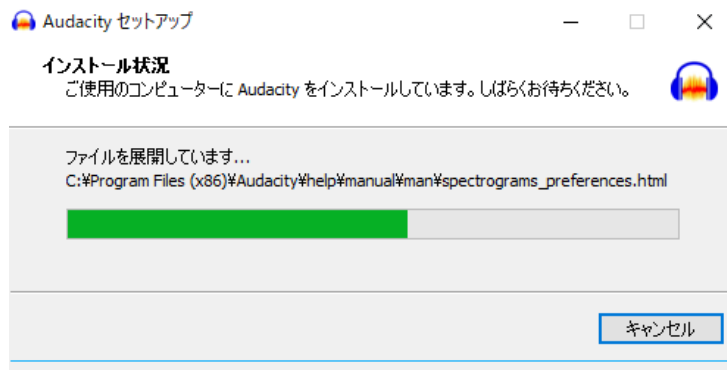 Audacity セットアップ
インストール状況
ご使用のコンピューターに Audacity をインストールしています。しばらくお待ちください。
ファイルを展開しています...
C:¥Program Files (x86)¥Audacity¥help¥manual¥man¥spectrograms_preferences.html
キャンセル